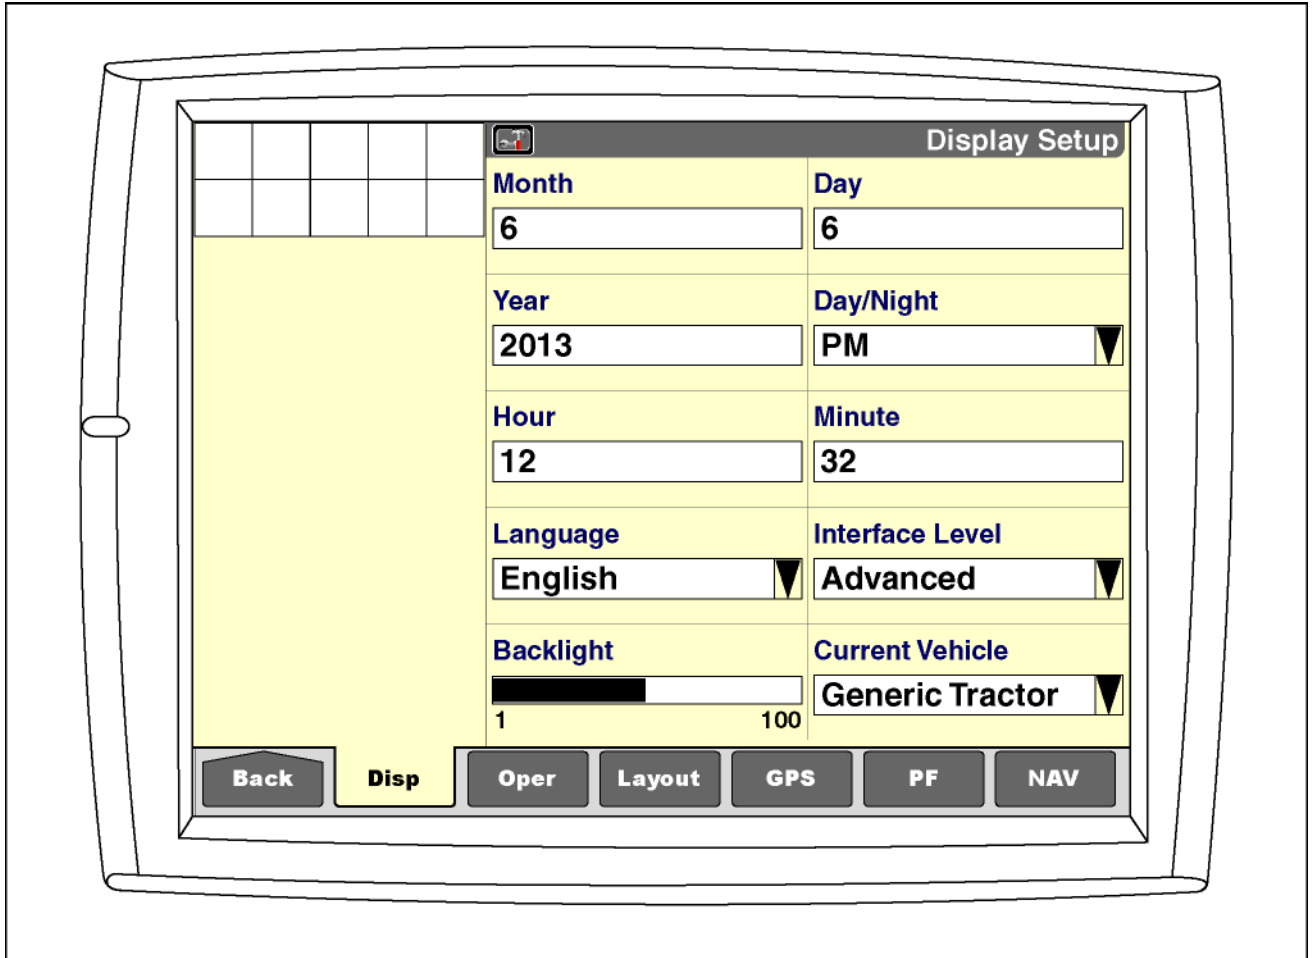 Display Setup
Month
Day
6
6
Year
Day/Night
2013
PM
Hour
Minute
12
32
Language
Interface Level
English
Advanced
Backlight
Current Vehicle
Generic Tractor
1 100
Back Disp Oper Layout GPS PF NAV